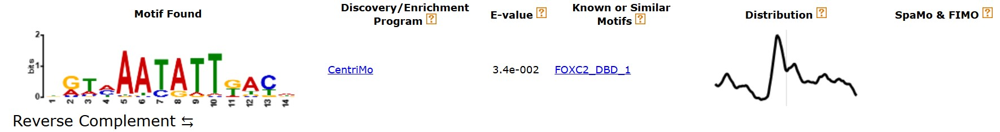 Motif Found
Discovery/Enrichment
Program ?
E-value ?
Known or Similar
Motifs ?
Distribution ?
SpaMo & FIMO ?
2
bits
1
0
GTAAATATTGAC
1 2 3 4 5 6 7 8 9 10 11 12 13 14
CentriMo
3.4e-002
FOXC2_DBD_1
Reverse Complement ⇆